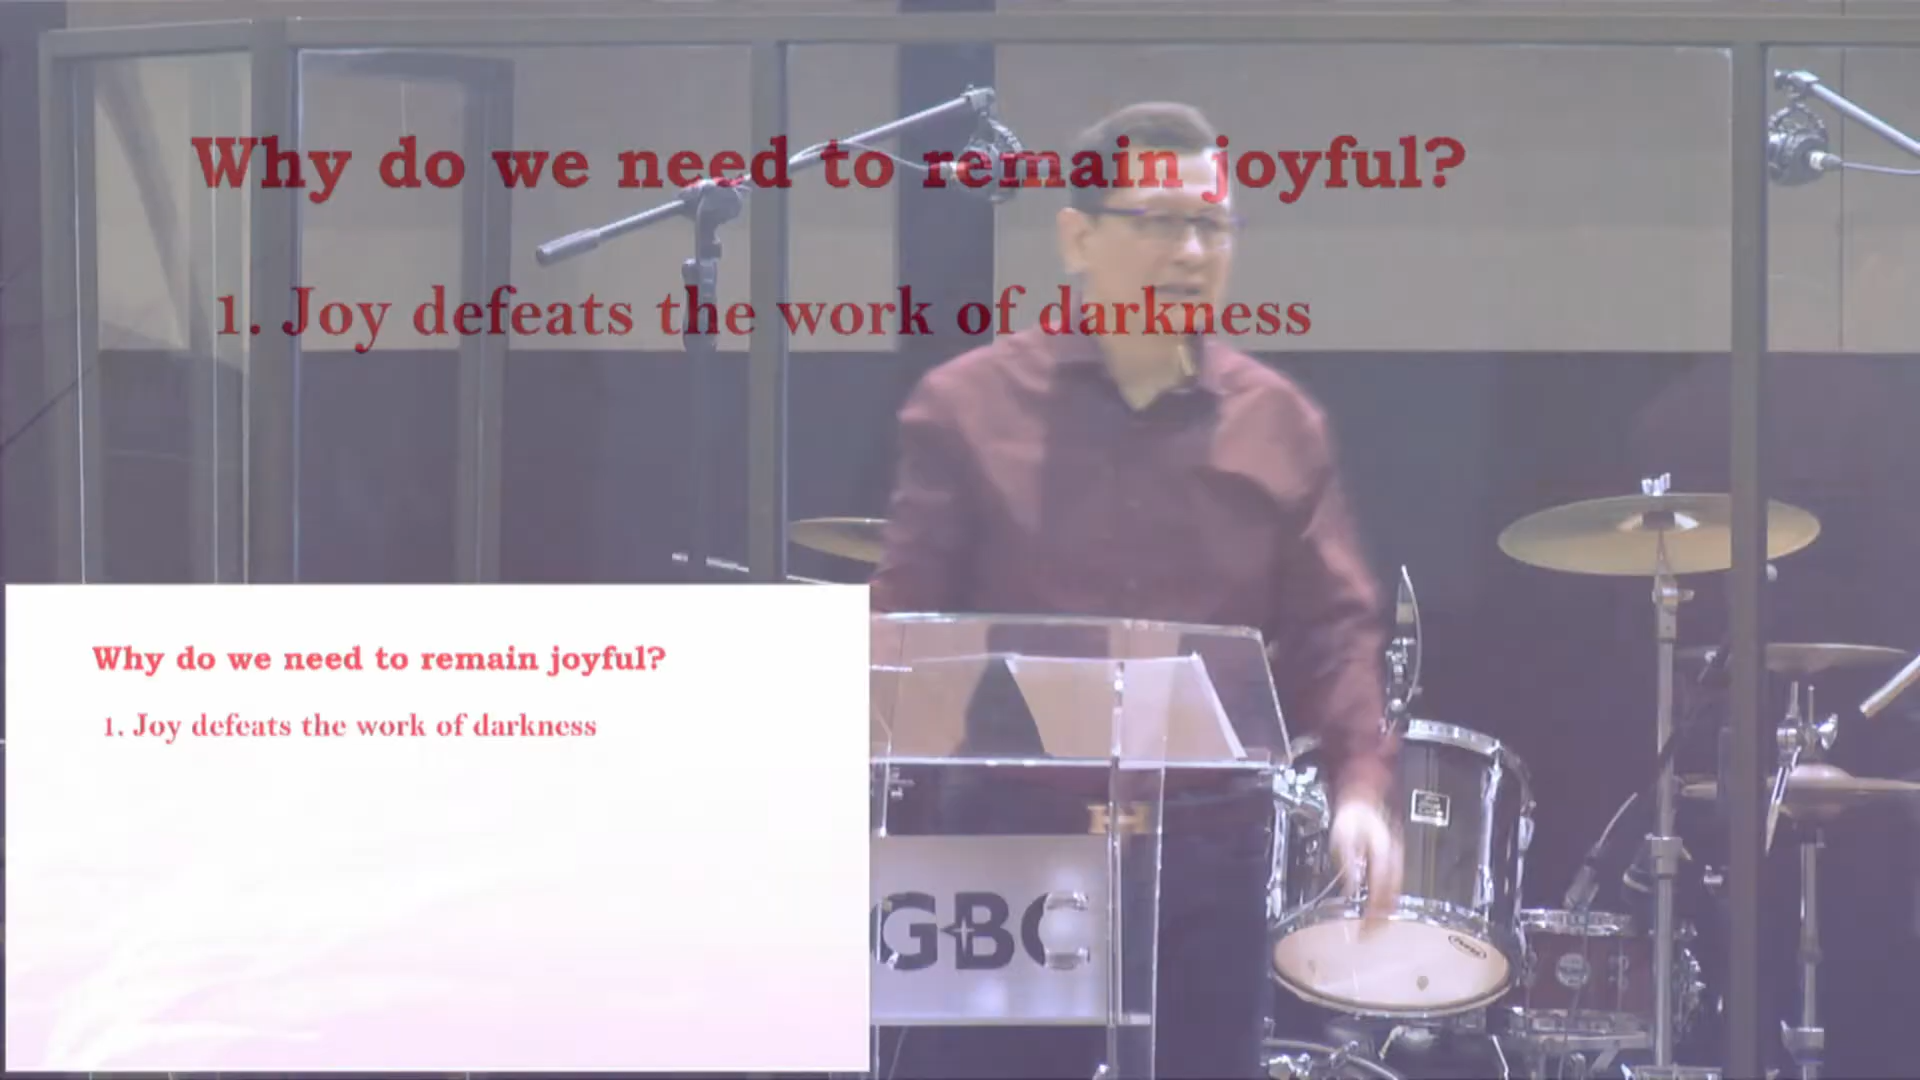 Why do we need to remain joyful?
1. Joy defeats the work of darkness
Why do we need to remain joyful?
1. Joy defeats the work of darkness
GBC